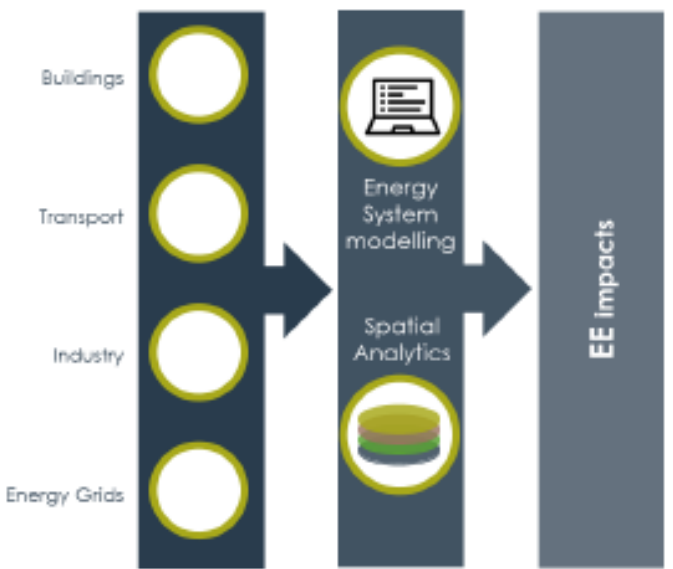 Buildings
Transport
Industry
Energy Grids
Energy
System
modelling
Spatial
Analytics
EE impacts